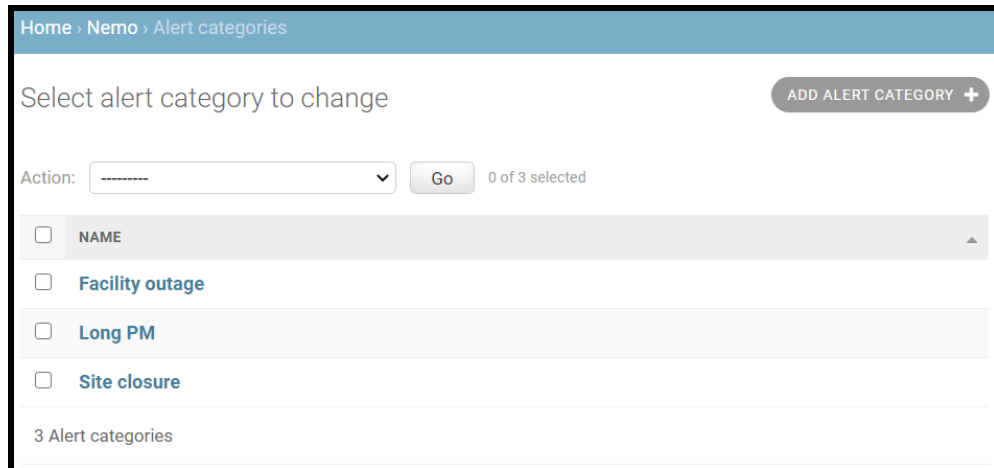 Home › Nemo › Alert categories
Select alert category to change
ADD ALERT CATEGORY +
Action: --------- Go 0 of 3 selected
NAME
Facility outage
Long PM
Site closure
3 Alert categories